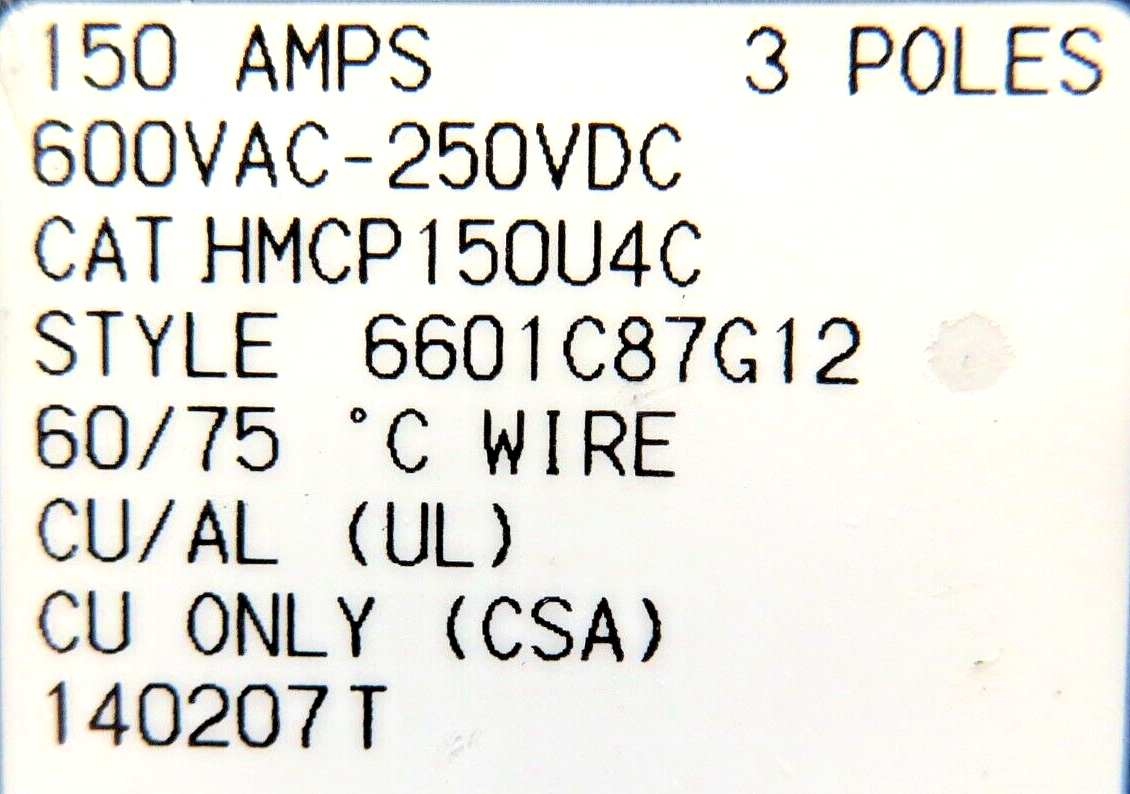 150 AMPS 3 POLES
600VAC-250VDC
CAT HMCP150U4C
STYLE 6601C87G12
60/75 °C WIRE
CU/AL (UL)
CU ONLY (CSA)
140207T